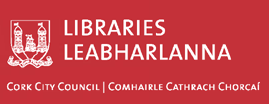 LIBRARIES
LEABHARLANNA
CORK CITY COUNCIL | COMHAIRLE CATHRACH CHORCAÍ